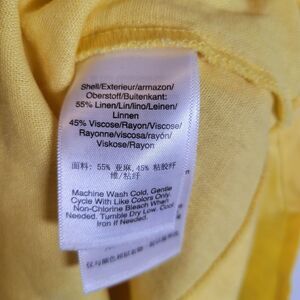 Shell/Exterieur/armazon/
Oberstoff/Buitenkant:
55% Linen/Lin/lino/Leinen/
Linnen
45% Viscose/Rayon/Viscose/
Rayonne/viscosa/rayón/
Viskose/Rayon
面料: 55% 亚麻, 45% 粘胶纤
维/粘纤
Machine Wash Cold, Gentle
Cycle With Like Colors Only.
Non-Chlorine Bleach When
Needed. Tumble Dry Low. Cool
Iron if Needed.